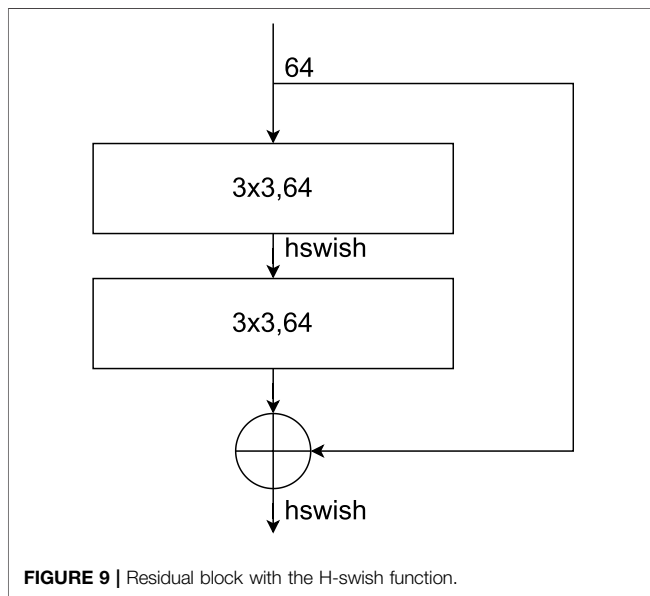 64
3x3,64
hswish
3x3,64
hswish
FIGURE 9 | Residual block with the H-swish function.